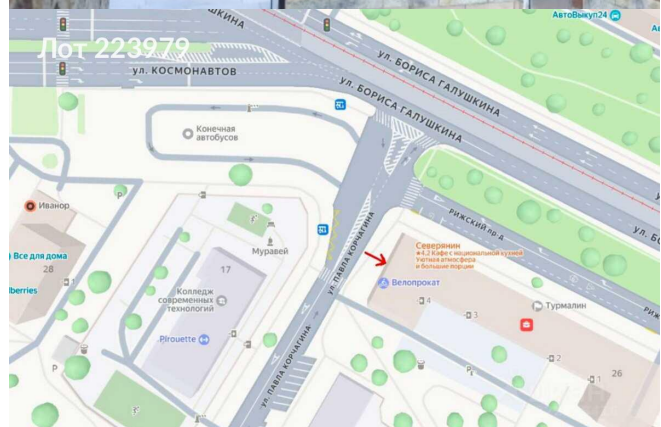 АвтоВыкуп24
Лот 223979
ул. КОСМОНАВТОВ
ул. БОРИСА ГАЛУШКИНА
ул. БОРИСА ГАЛУШКИНА
Конечная
автобусов
Иванор
Р
Все для дома
28
lberries
Муравей
17
Колледж
современных
технологий
Pirouette
Р
ул. ПАВЛА КОРЧАГИНА
ул. ПАВЛА КОРЧАГИНА
РИЖСКИЙ пр-д
Северянин
★4,2 Кафе с национальной кухней
Уютная атмосфера
и большие порции
Велопрокат
4
3
Турмалин
2
1
26